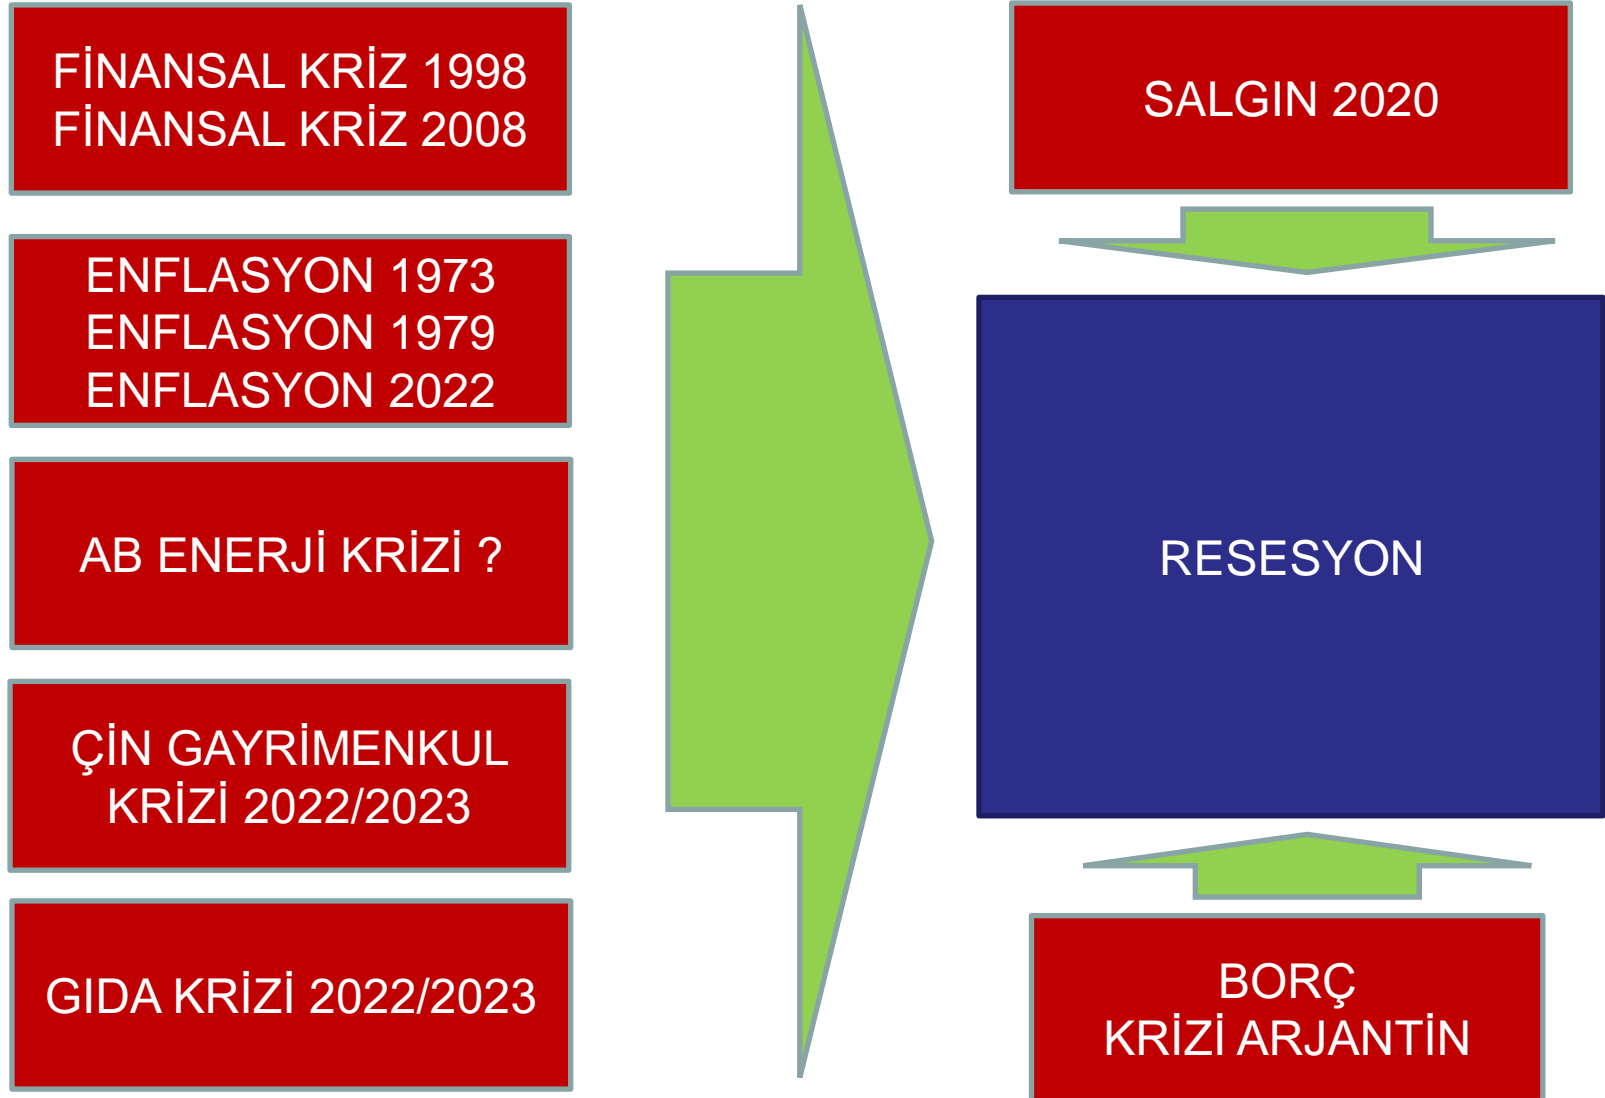 FİNANSAL KRİZ 1998
FİNANSAL KRİZ 2008
ENFLASYON 1973
ENFLASYON 1979
ENFLASYON 2022
AB ENERJİ KRİZİ ?
ÇİN GAYRİMENKUL
KRİZİ 2022/2023
GIDA KRİZİ 2022/2023
SALGIN 2020
RESESYON
BORÇ
KRİZİ ARJANTİN